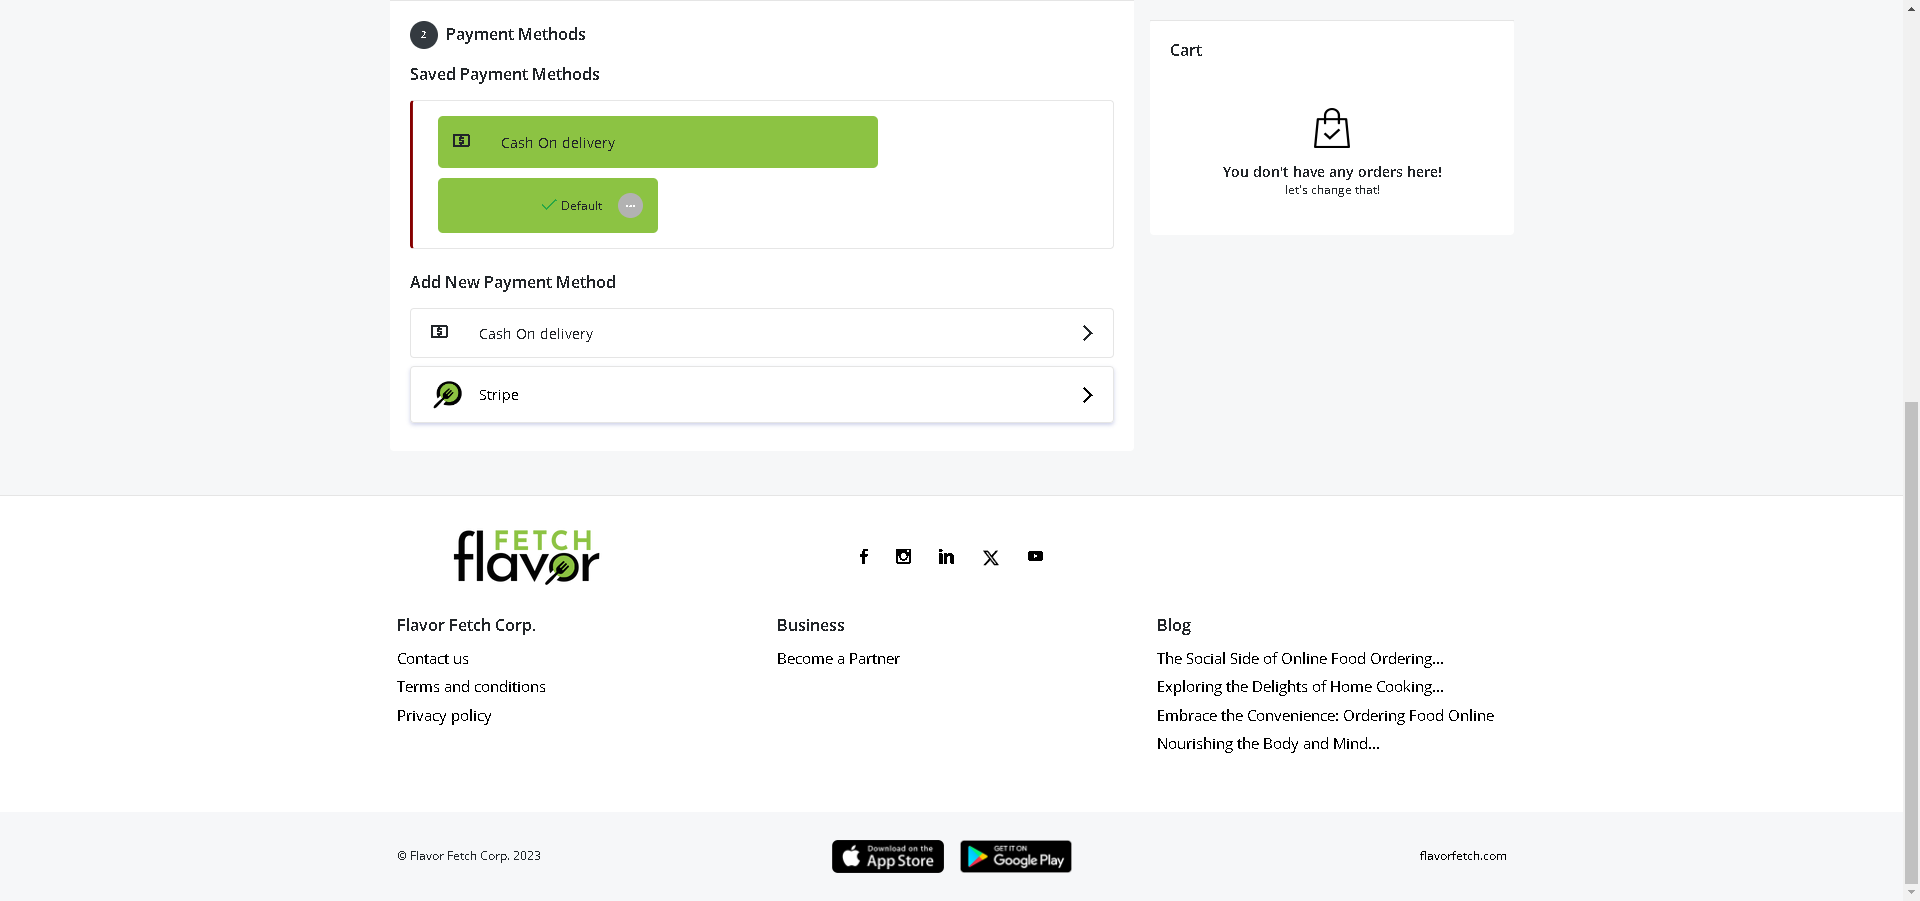 2 Payment Methods
Saved Payment Methods
Cash On delivery
Default
Add New Payment Method
Cash On delivery
Stripe
Cart
You don't have any orders here!
let's change that!
FETCH
flavor
Flavor Fetch Corp.
Contact us
Terms and conditions
Privacy policy
Business
Become a Partner
Blog
The Social Side of Online Food Ordering...
Exploring the Delights of Home Cooking...
Embrace the Convenience: Ordering Food Online
Nourishing the Body and Mind...
© Flavor Fetch Corp. 2023
Download on the
App Store
GET IT ON
Google Play
flavorfetch.com